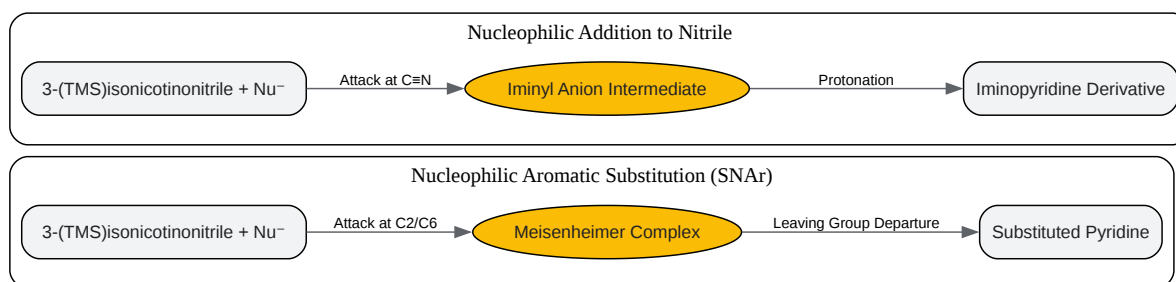 Nucleophilic Addition to Nitrile
3-(TMS)isonicotinonitrile + Nu⁻
Attack at C≡N
Iminyl Anion Intermediate
Protonation
Iminopyridine Derivative
Nucleophilic Aromatic Substitution (SNAr)
3-(TMS)isonicotinonitrile + Nu⁻
Attack at C2/C6
Meisenheimer Complex
Leaving Group Departure
Substituted Pyridine